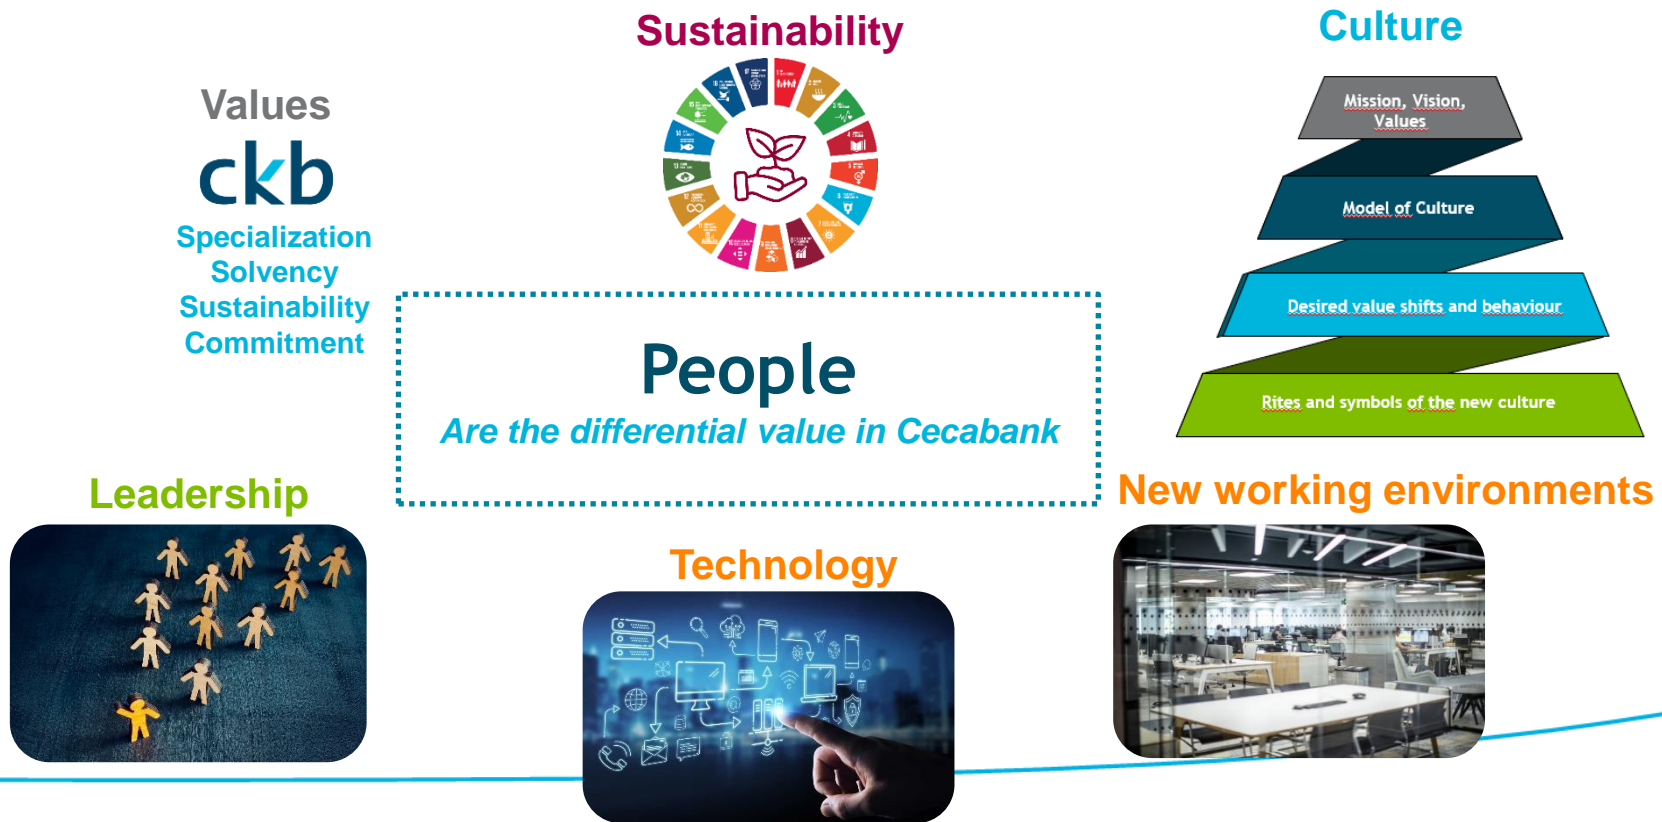 Sustainability
Culture
Values
ckb
Specialization
Solvency
Sustainability
Commitment
Mission, Vision,
Values
Model of Culture
Desired value shifts and behaviour
Rites and symbols of the new culture
People
Are the differential value in Cecabank
Leadership
Technology
New working environments